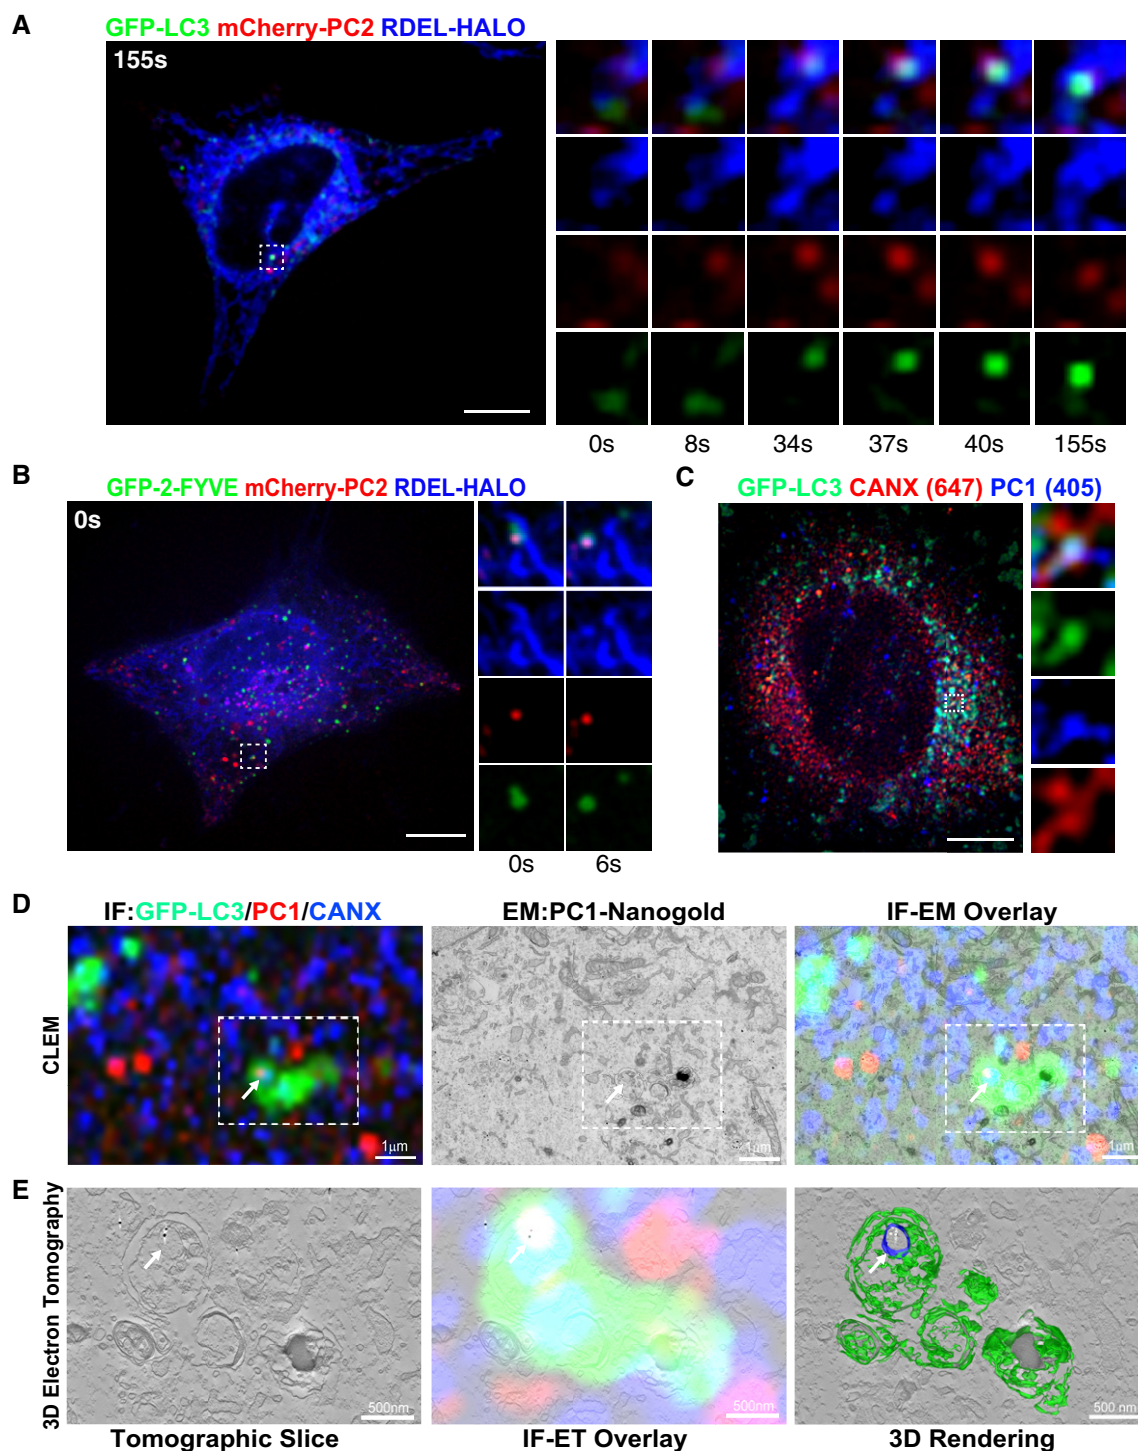 A
GFP-LC3 mCherry-PC2 RDEL-HALO
155s
0s 8s 34s 37s 40s 155s
B
GFP-2-FYVE mCherry-PC2 RDEL-HALO
0s
0s 6s
C
GFP-LC3 CANX (647) PC1 (405)
D
IF:GFP-LC3/PC1/CANX
EM:PC1-Nanogold
IF-EM Overlay
CLEM
1µm
1µm
1µm
E
3D Electron Tomography
500nm
500nm
500 nm
Tomographic Slice
IF-ET Overlay
3D Rendering